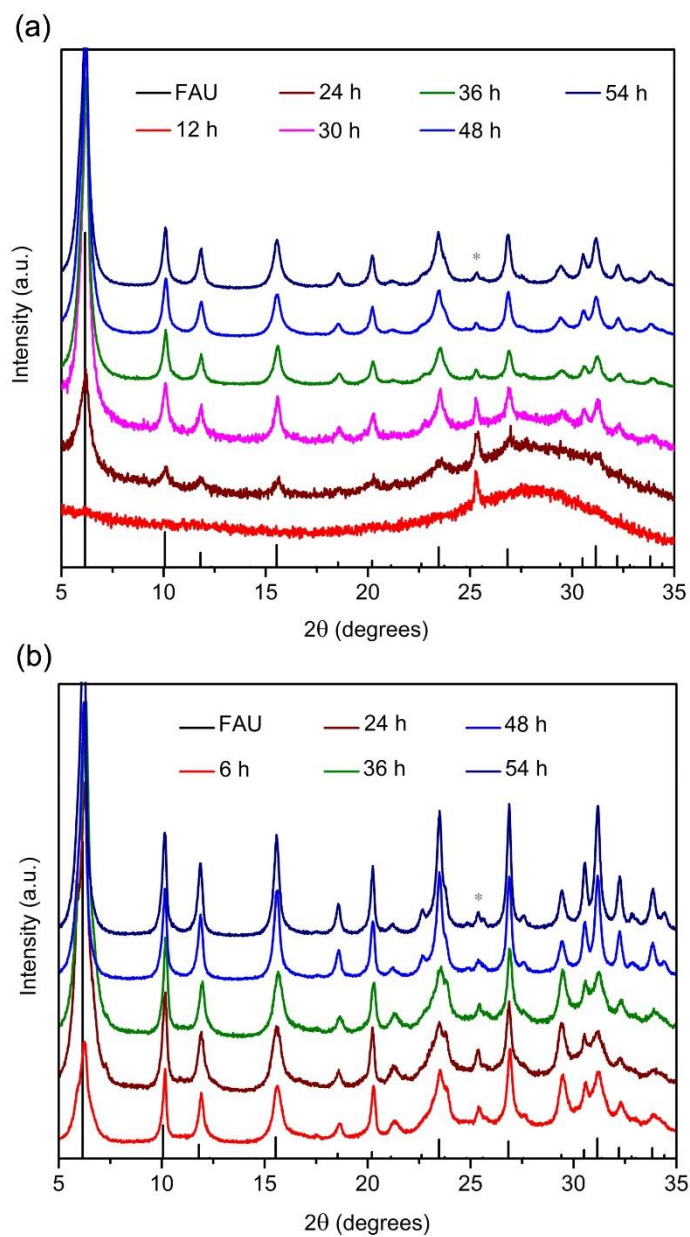 (a)
FAU 24 h 36 h 54 h
12 h 30 h 48 h
*
Intensity (a.u.)
5 10 15 20 25 30 35
2θ (degrees)
(b)
FAU 24 h 48 h
6 h 36 h 54 h
*
Intensity (a.u.)
5 10 15 20 25 30 35
2θ (degrees)